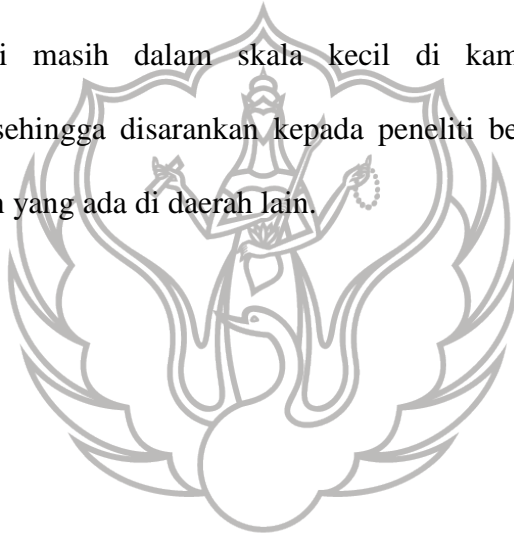 i masih dalam skala kecil di kam
sehingga disarankan kepada peneliti be
yang ada di daerah lain.